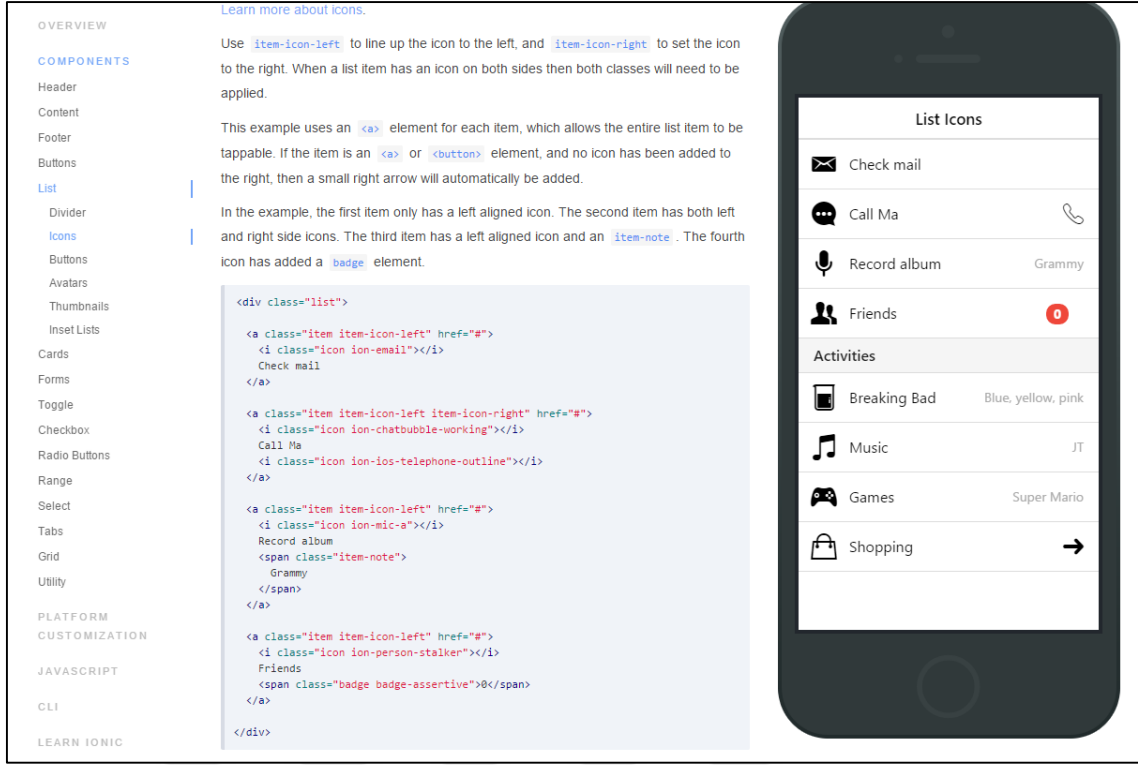 OVERVIEW
COMPONENTS
Header
Content
Footer
Buttons
List
Divider
Icons
Buttons
Avatars
Thumbnails
Inset Lists
Cards
Forms
Toggle
Checkbox
Radio Buttons
Range
Select
Tabs
Grid
Utility
PLATFORM
CUSTOMIZATION
JAVASCRIPT
CLI
LEARN IONIC
Learn more about icons.
Use item-icon-left to line up the icon to the left, and item-icon-right to set the icon
to the right. When a list item has an icon on both sides then both classes will need to be
applied.
This example uses an <a> element for each item, which allows the entire list item to be
tappable. If the item is an <a> or <button> element, and no icon has been added to
the right, then a small right arrow will automatically be added.
In the example, the first item only has a left aligned icon. The second item has both left
and right side icons. The third item has a left aligned icon and an item-note . The fourth
icon has added a badge element.
<div class="list">
<a class="item item-icon-left" href="#">
<i class="icon ion-email"></i>
Check mail
</a>
<a class="item item-icon-left item-icon-right" href="#">
<i class="icon ion-chatbubble-working"></i>
Call Ma
<i class="icon ion-ios-telephone-outline"></i>
</a>
<a class="item item-icon-left" href="#">
<i class="icon ion-mic-a"></i>
Record album
<span class="item-note">
Grammy
</span>
</a>
<a class="item item-icon-left" href="#">
<i class="icon ion-person-stalker"></i>
Friends
<span class="badge badge-assertive">0</span>
</a>
</div>
List Icons
Check mail
Call Ma
Record album Grammy
Friends 0
Activities
Breaking Bad Blue, yellow, pink
Music JT
Games Super Mario
Shopping